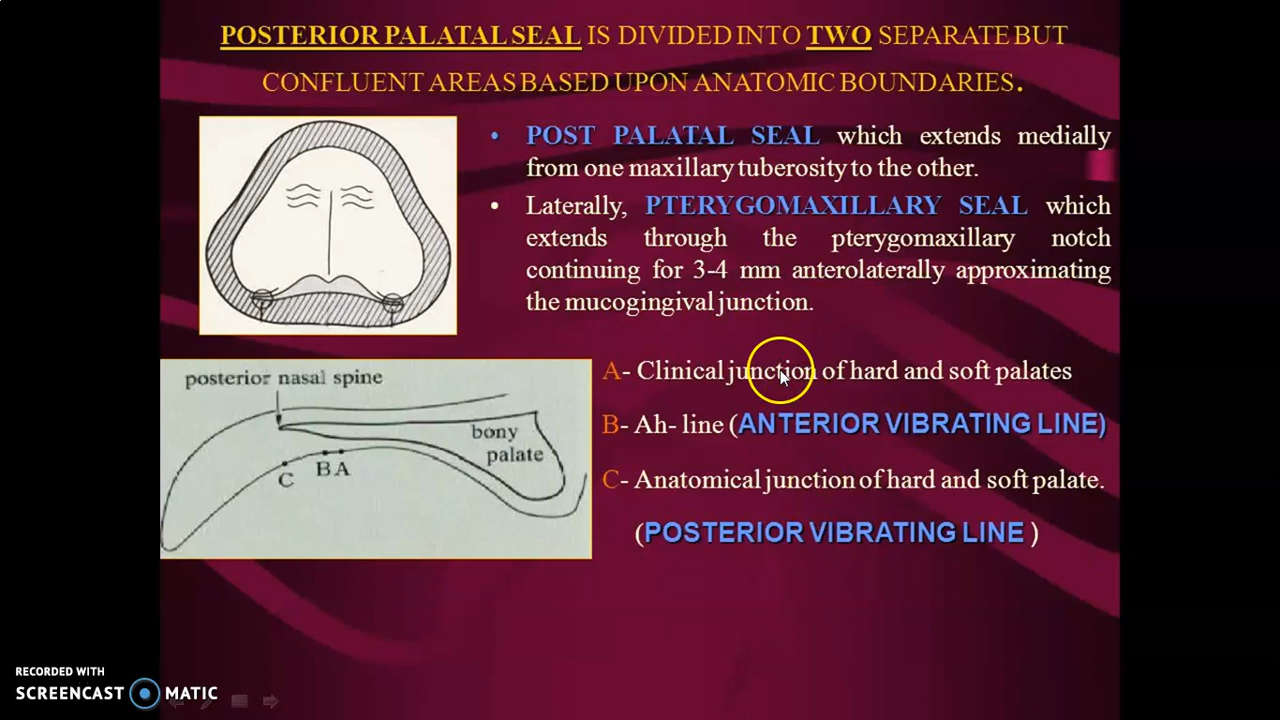 POSTERIOR PALATAL SEAL IS DIVIDED INTO TWO SEPARATE BUT
CONFLUENT AREAS BASED UPON ANATOMIC BOUNDARIES.
• POST PALATAL SEAL which extends medially
from one maxillary tuberosity to the other.
• Laterally, PTERYGOMAXILLARY SEAL which
extends through the pterygomaxillary notch
continuing for 3-4 mm anterolaterally approximating
the mucogingival junction.
posterior nasal spine
bony
palate
C B A
A- Clinical junction of hard and soft palates
B- Ah- line (ANTERIOR VIBRATING LINE)
C- Anatomical junction of hard and soft palate.
(POSTERIOR VIBRATING LINE )
RECORDED WITH
SCREENCAST MATIC